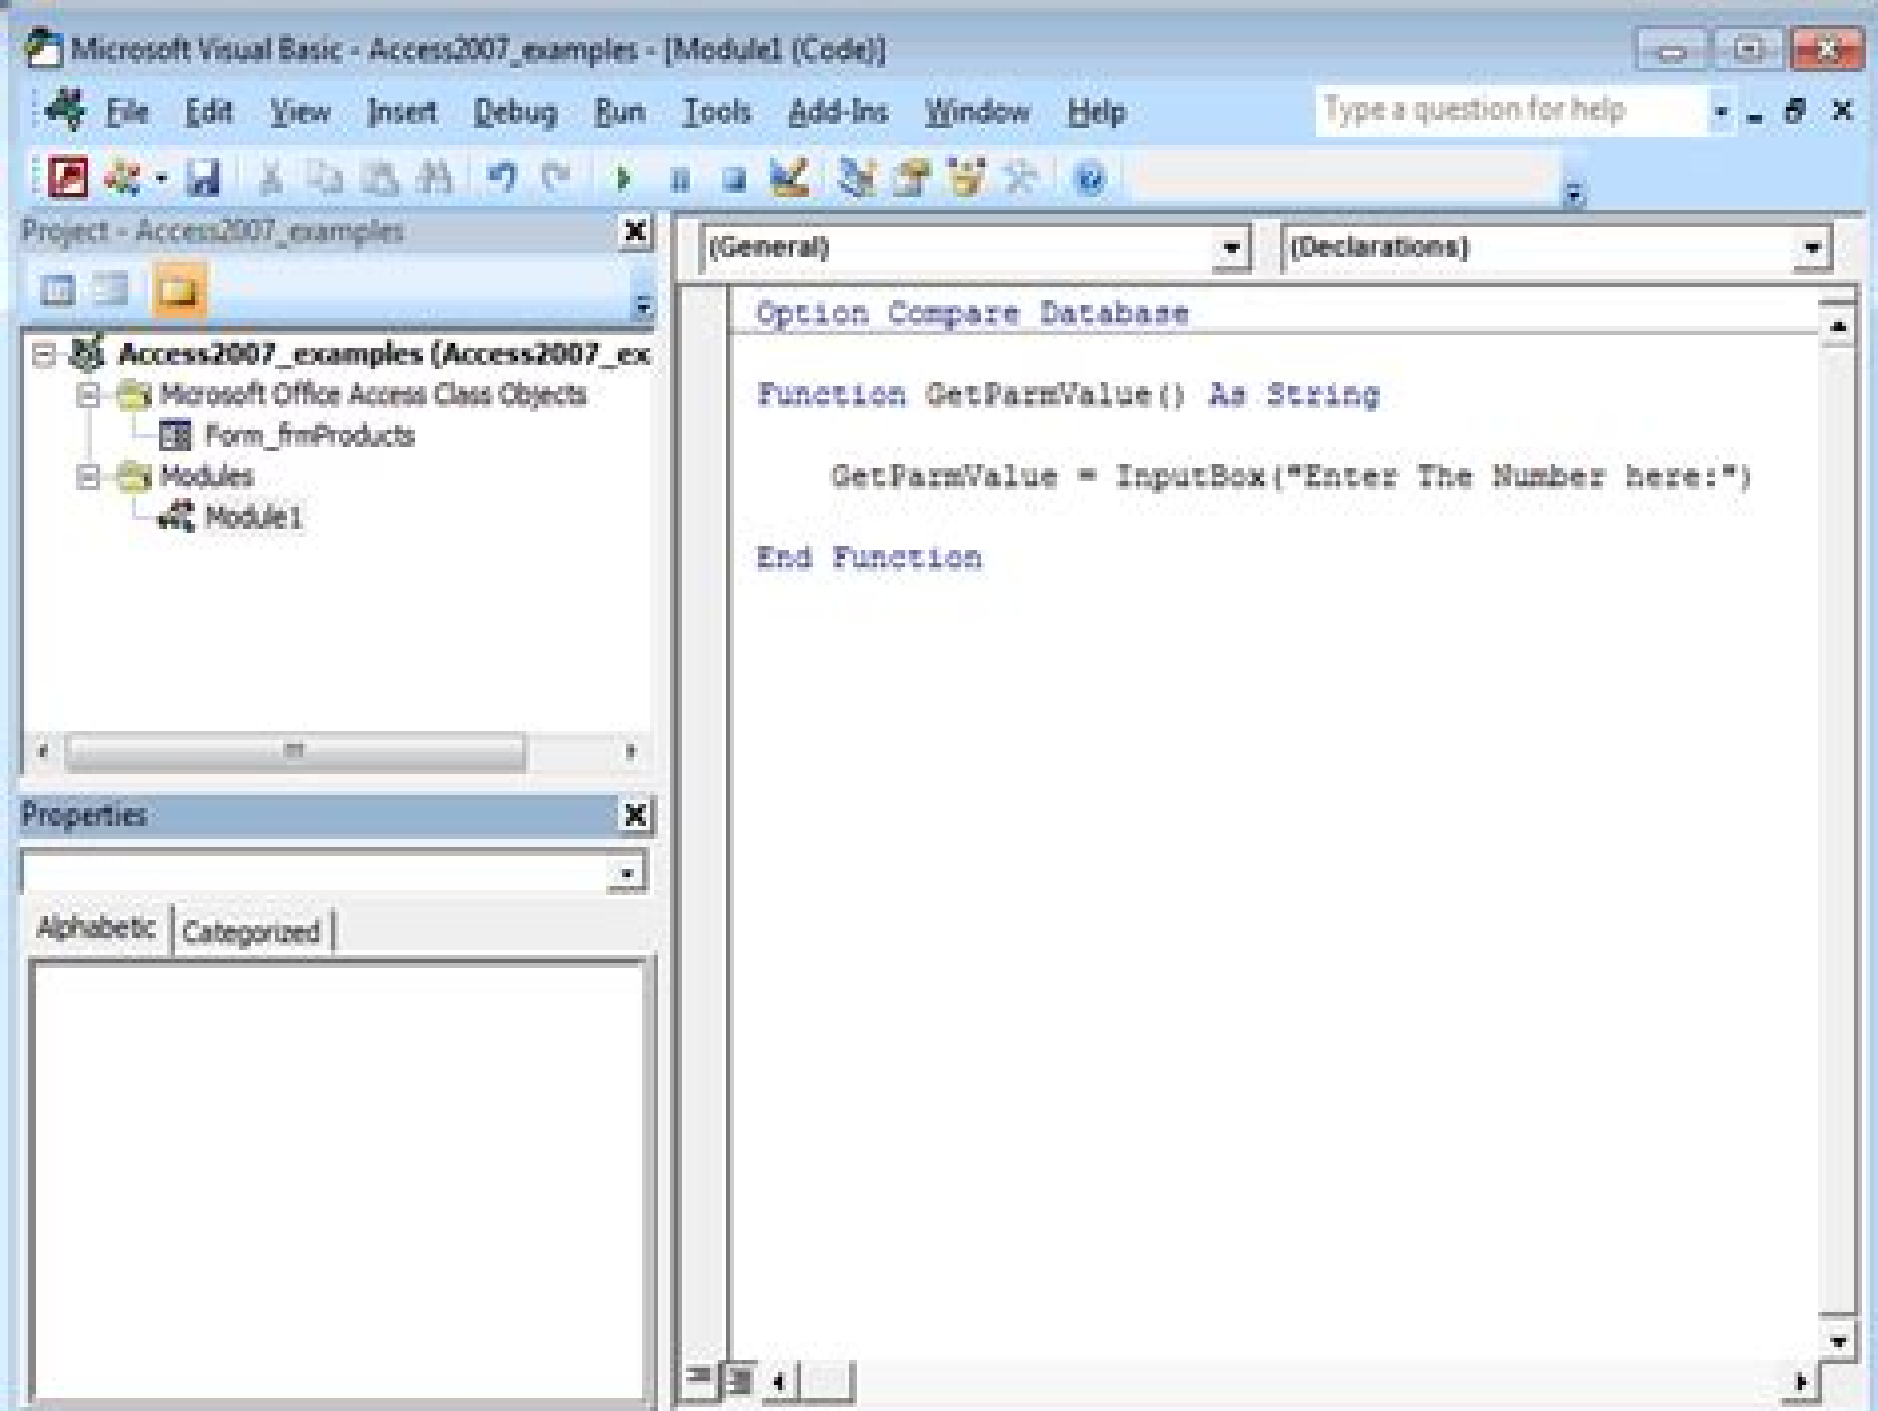 Microsoft Visual Basic - Access2007_examples - [Module1 (Code)]
File Edit View Insert Debug Run Tools Add-Ins Window Help Type a question for help
Project - Access2007_examples
(General) (Declarations)
Access2007_examples (Access2007_ex
Microsoft Office Access Class Objects
Form_frmProducts
Modules
Module1
Option Compare Database
Function GetParmValue() As String
GetParmValue = InputBox("Enter The Number here:")
End Function
Properties
Alphabetic Categorized